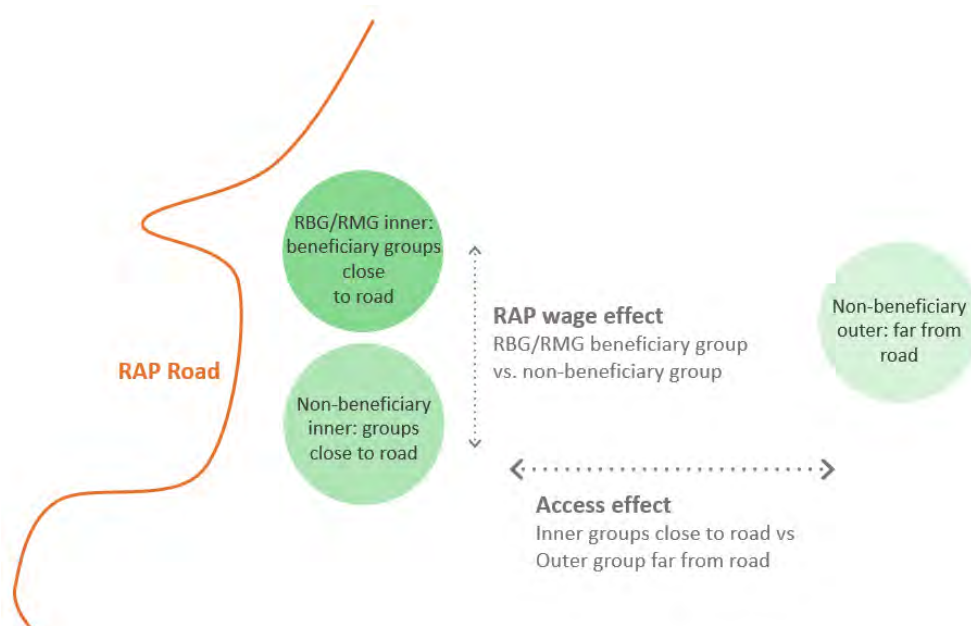 RBG/RMG inner:
beneficiary groups
close
to road
RAP Road
Non-beneficiary
inner: groups
close to road
RAP wage effect
RBG/RMG beneficiary group
vs. non-beneficiary group
Non-beneficiary
outer: far from
road
Access effect
Inner groups close to road vs
Outer group far from road